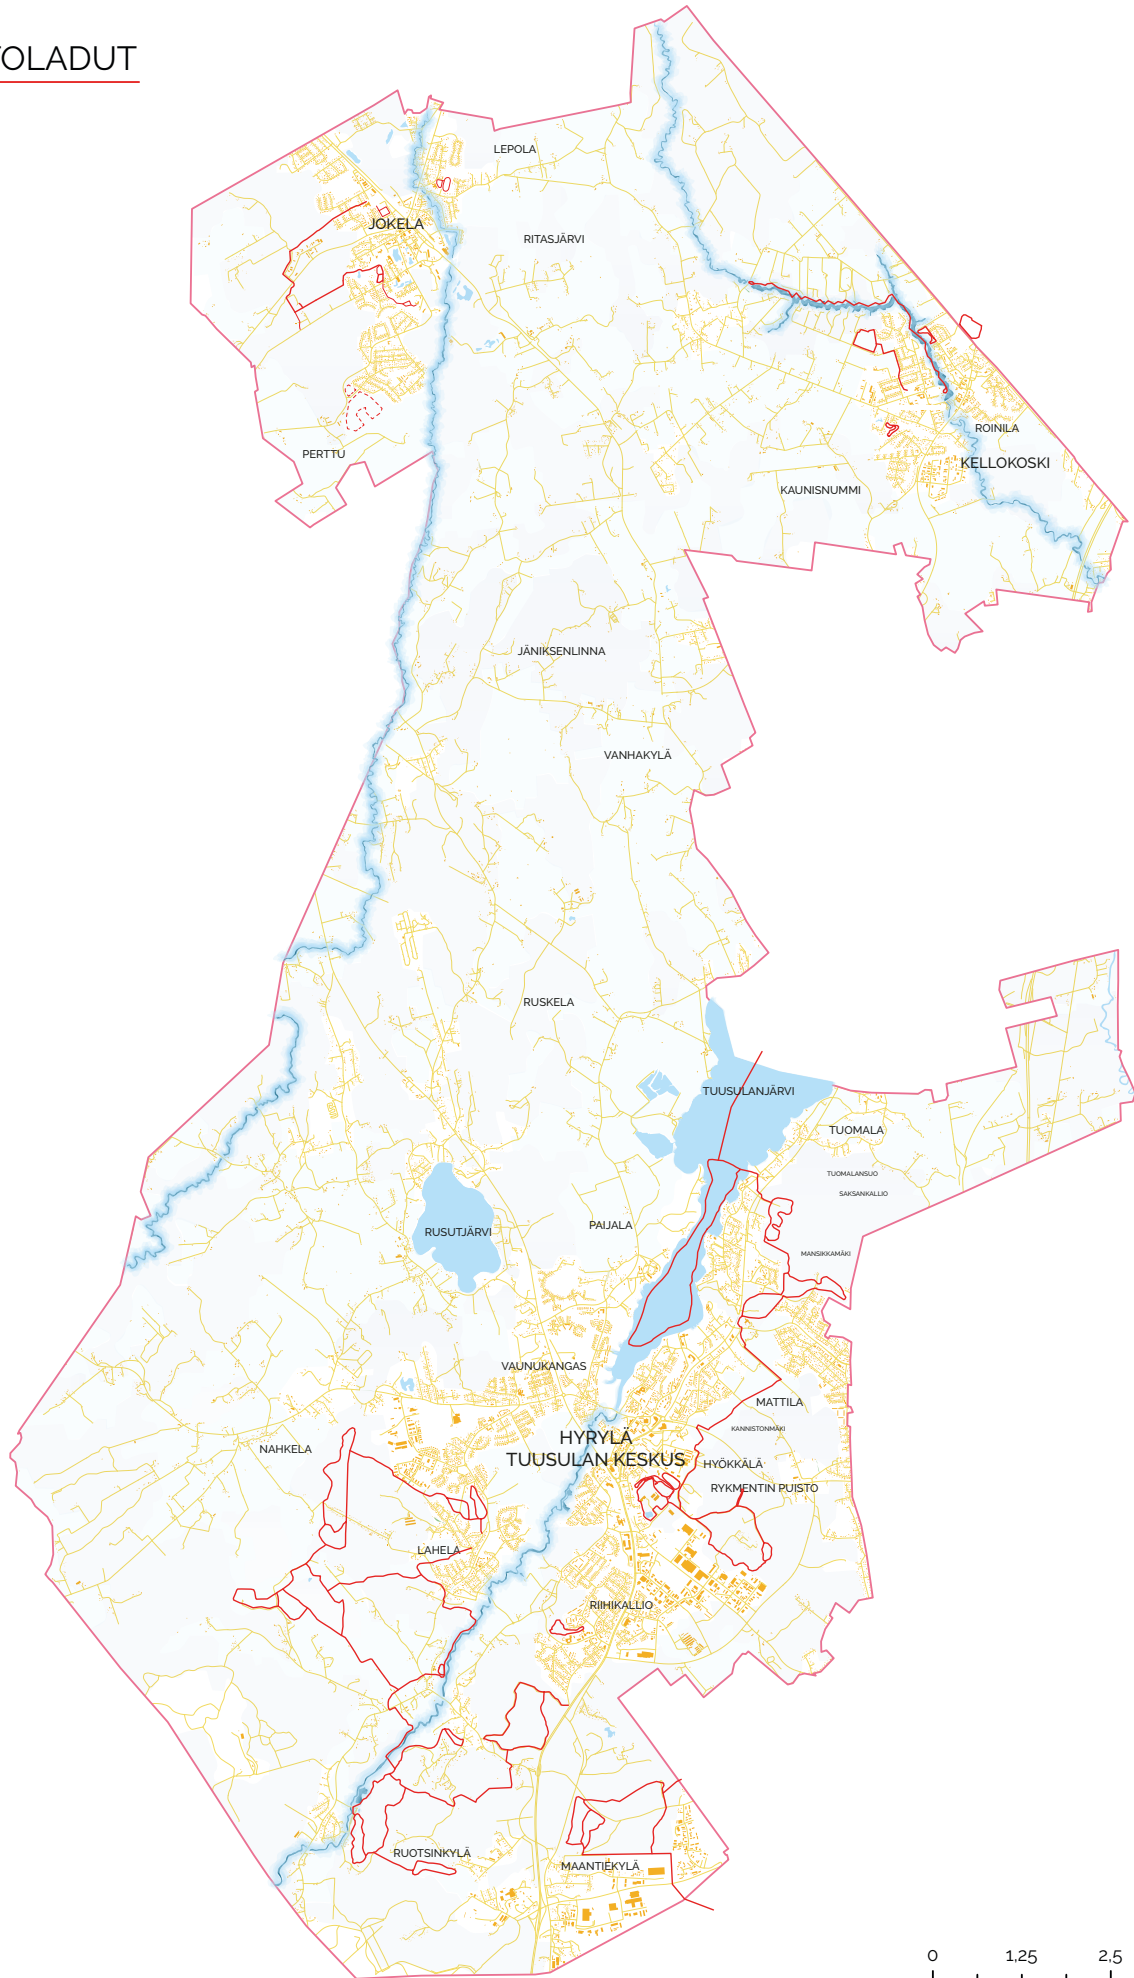 OLADUT
LEPOLA
JOKELA
RITASJÄRVI
ROINILA
PERTTU
KELLOKOSKI
KAUNISNUMMI
JÄNIKSENLINNA
VANHAKYLÄ
RUSKELA
TUUSULANJÄRVI
TUOMALA
TUOMALANSUO
SAKSANKALLIO
PAIJALA
RUSUTJÄRVI
MANSIKKAMÄKI
VAUNUKANGAS
MATTILA
KANNISTONMÄKI
HYRYLÄ
TUUSULAN KESKUS
NAHKELA
HYÖKKÄLÄ
RYKMENTIN PUISTO
LAHELA
RIIHIKALLIO
RUOTSINKYLÄ
MAANTIEKYLÄ
0 1,25 2,5